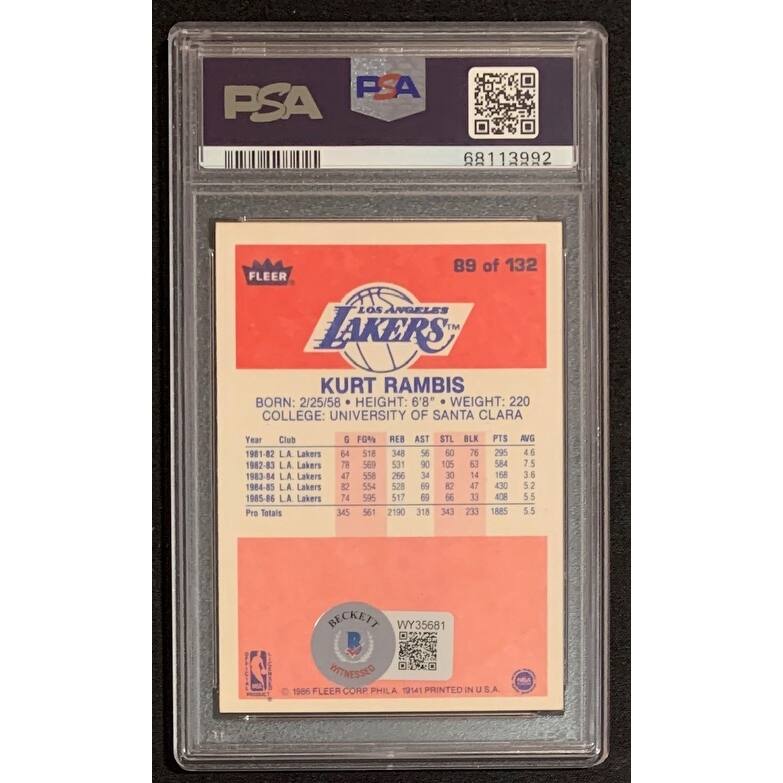 PSA
PSA
68113992
FLEER
89 of 132
LOS ANGELES
LAKERS™
KURT RAMBIS
BORN: 2/25/58 • HEIGHT: 6'8" • WEIGHT: 220
COLLEGE: UNIVERSITY OF SANTA CLARA
Year Club G FG% REB AST STL BLK PTS AVG
1981-82 L.A. Lakers 64 518 348 56 60 76 295 4.6
1982-83 L.A. Lakers 78 569 531 90 105 63 584 7.5
1983-84 L.A. Lakers 47 558 266 34 30 14 168 3.6
1984-85 L.A. Lakers 82 554 528 69 82 47 430 5.2
1985-86 L.A. Lakers 74 595 517 69 66 33 408 5.5
Pro Totals 345 561 2190 318 343 233 1885 5.5
BECKETT
B
WITNESSED
WY35681
OFFICIAL
LICENSED
NBA
PRODUCT
© 1986 FLEER CORP. PHILA. 19141 PRINTED IN U.S.A.